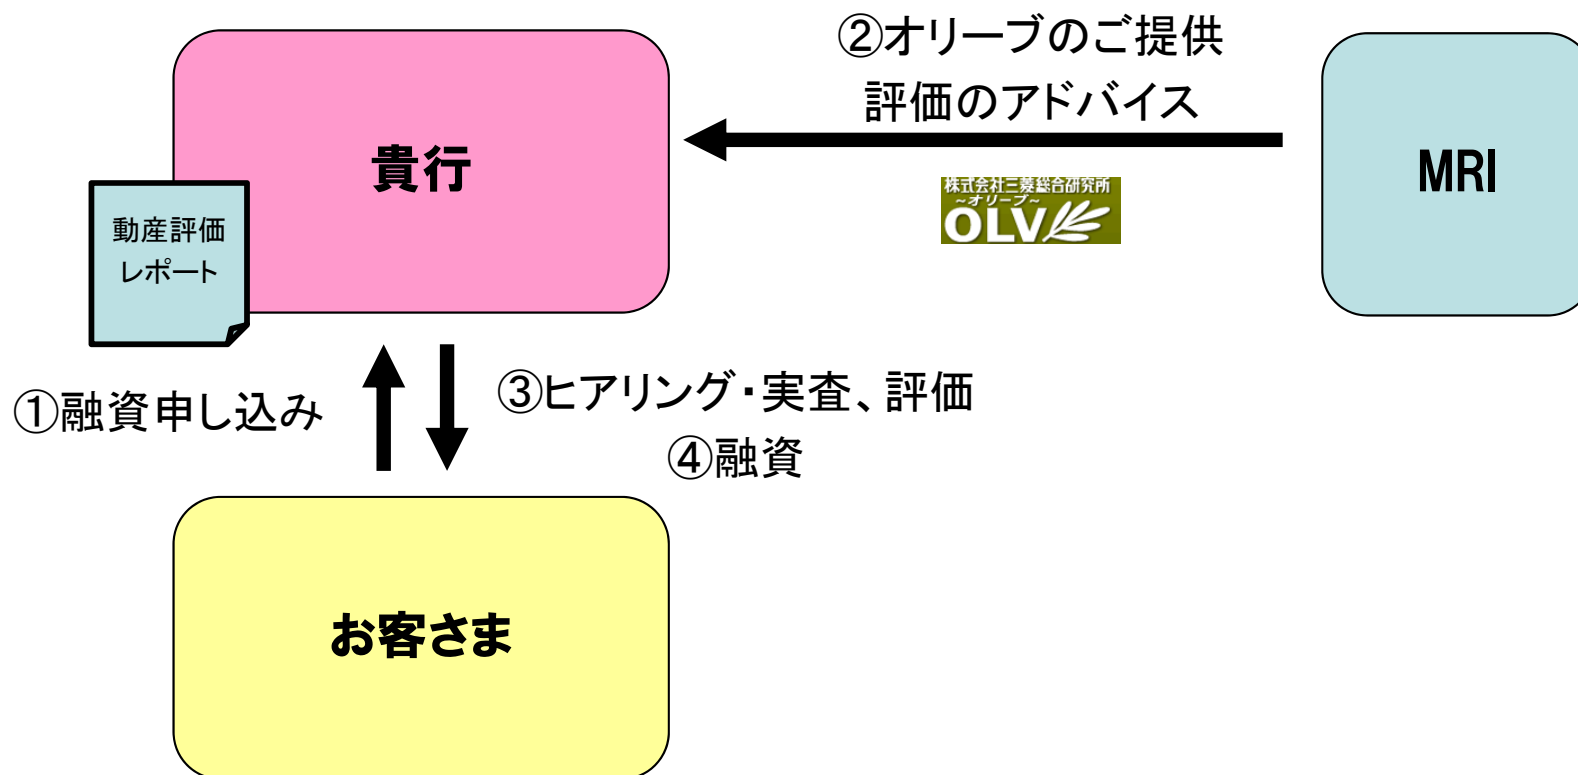 ②オリーブのご提供
評価のアドバイス
貴行
MRI
株式会社三菱総合研究所
～オリーブ～
OLV
動産評価
レポート
①融資申し込み
③ヒアリング・実査、評価
④融資
お客さま